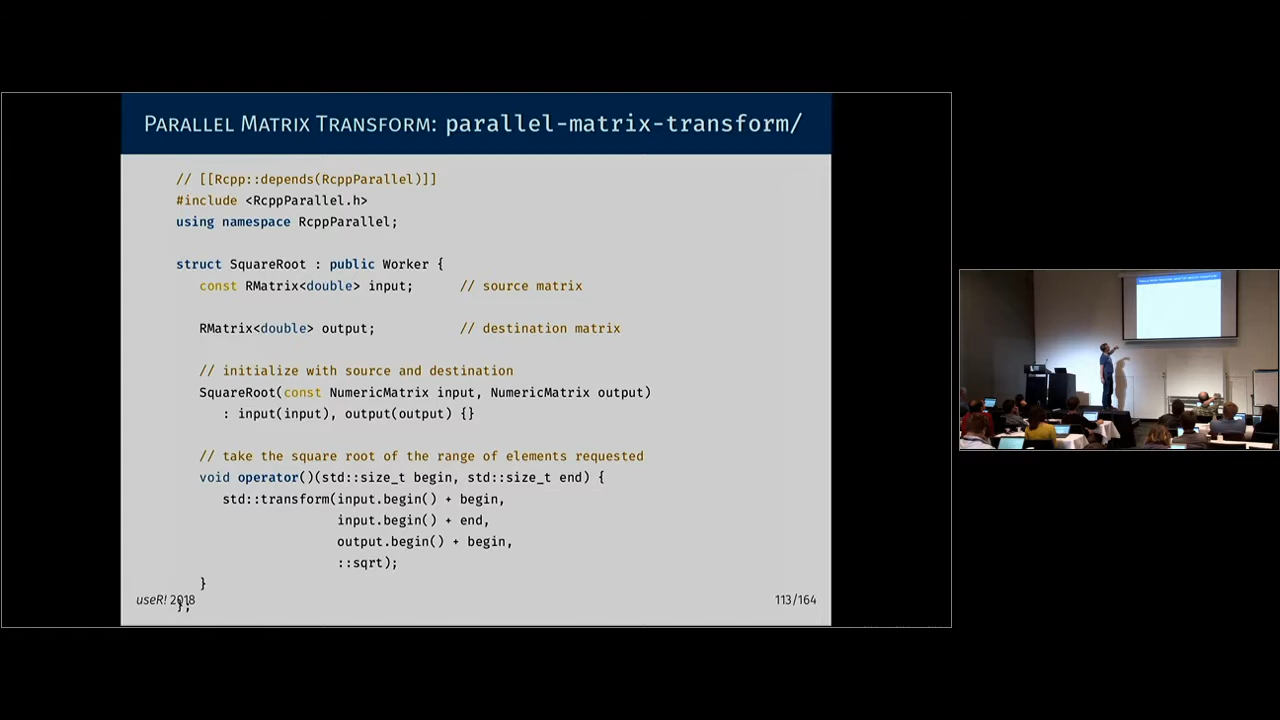 PARALLEL MATRIX TRANSFORM: parallel-matrix-transform/
// [[Rcpp::depends(RcppParallel)]]
#include <RcppParallel.h>
using namespace RcppParallel;
struct SquareRoot : public Worker {
const RMatrix<double> input; // source matrix
RMatrix<double> output; // destination matrix
// initialize with source and destination
SquareRoot(const NumericMatrix input, NumericMatrix output)
: input(input), output(output) {}
// take the square root of the range of elements requested
void operator()(std::size_t begin, std::size_t end) {
std::transform(input.begin() + begin,
input.begin() + end,
output.begin() + begin,
::sqrt);
}
};
useR! 2018
113/164